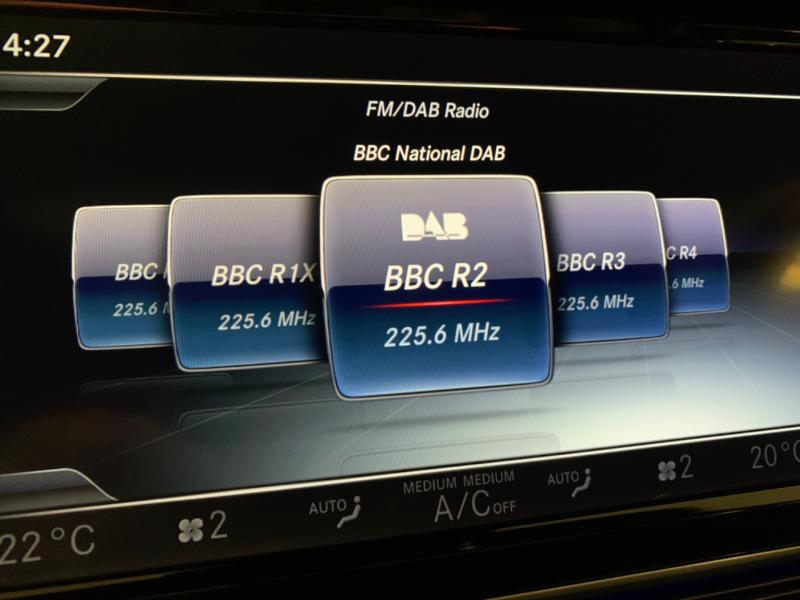 4:27
FM/DAB Radio
BBC National DAB
DAB
BBC
BBC R1X
BBC R2
BBC R3
C R4
225.6 M
225.6 MHz
225.6 MHz
225.6 MHz
.6 MHz
22°C
2
AUTO
MEDIUM MEDIUM
A/C OFF
AUTO
2
20°C